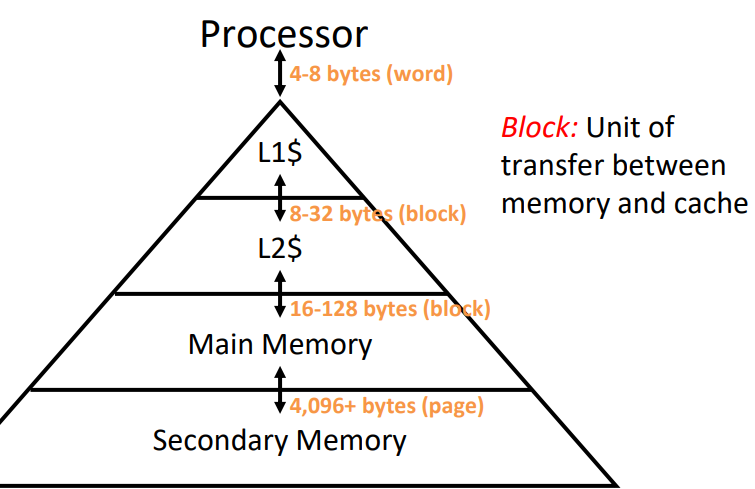 Processor
4-8 bytes (word)
L1$
8-32 bytes (block)
L2$
16-128 bytes (block)
Main Memory
4,096+ bytes (page)
Secondary Memory
Block: Unit of
transfer between
memory and cache